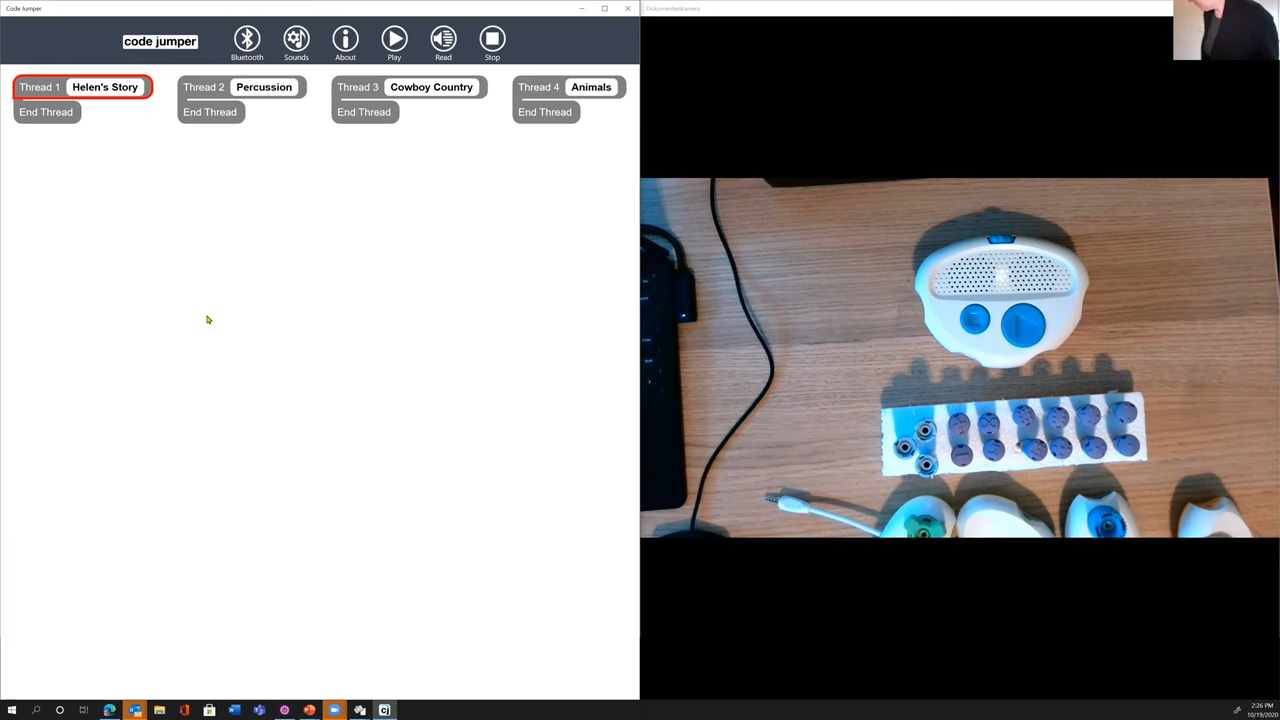 Code Jumper
Dokumentenkamera
code jumper
Bluetooth Sounds About Play Read Stop
Thread 1 Helen's Story Thread 2 Percussion Thread 3 Cowboy Country Thread 4 Animals
End Thread End Thread End Thread End Thread
Cj
2:26 PM
10/19/2020